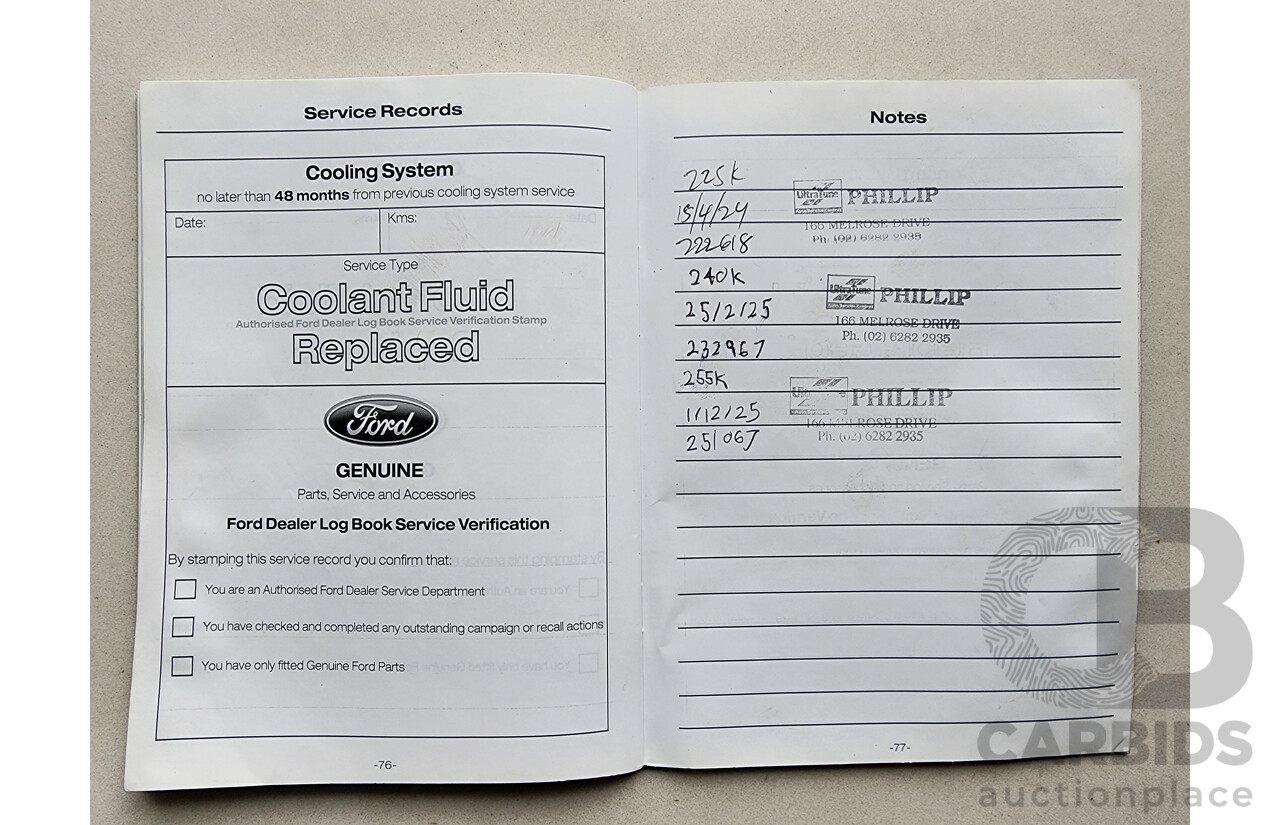 Service Records
Cooling System
no later than 48 months from previous cooling system service
Date:
Kms:
Service Type
Coolant Fluid
Authorised Ford Dealer Log Book Service Verification Stamp
Replaced
Ford
GENUINE
Parts, Service and Accessories
Ford Dealer Log Book Service Verification
By stamping this service record you confirm that:
You are an Authorised Ford Dealer Service Department
You have checked and completed any outstanding campaign or recall actions
You have only fitted Genuine Ford Parts
-76-
Notes
225K
15/4/24
222618
UltraTune PHILLIP
166 MELROSE DRIVE
Ph. (02) 6282 2935
240K
25/2/25
232967
UltraTune PHILLIP
166 MELROSE DRIVE
Ph. (02) 6282 2935
255K
1/12/25
251067
PHILLIP
166 MELROSE DRIVE
Ph. (02) 6282 2935
-77-
CARBIDS
auctionplace